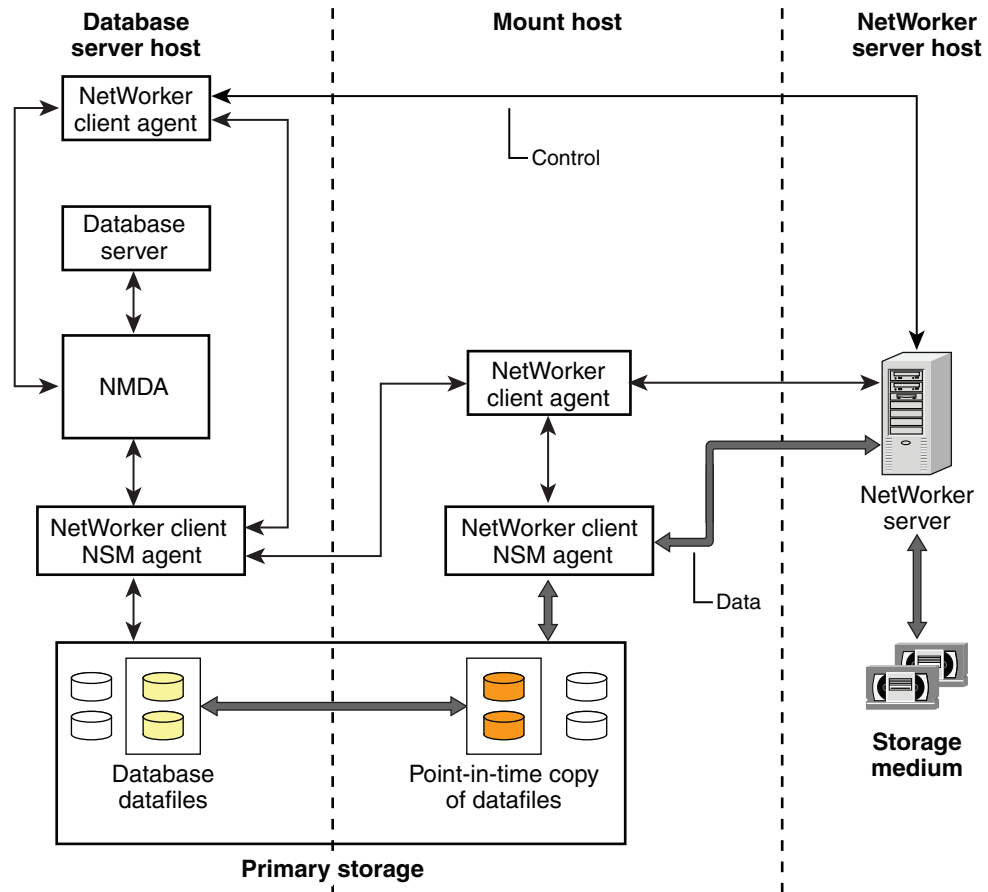 Database
server host
Mount host
NetWorker
server host
NetWorker
client agent
Control
Database
server
NMDA
NetWorker
client agent
NetWorker client
NSM agent
NetWorker client
NSM agent
NetWorker
server
Data
Database
datafiles
Point-in-time copy
of datafiles
Storage
medium
Primary storage